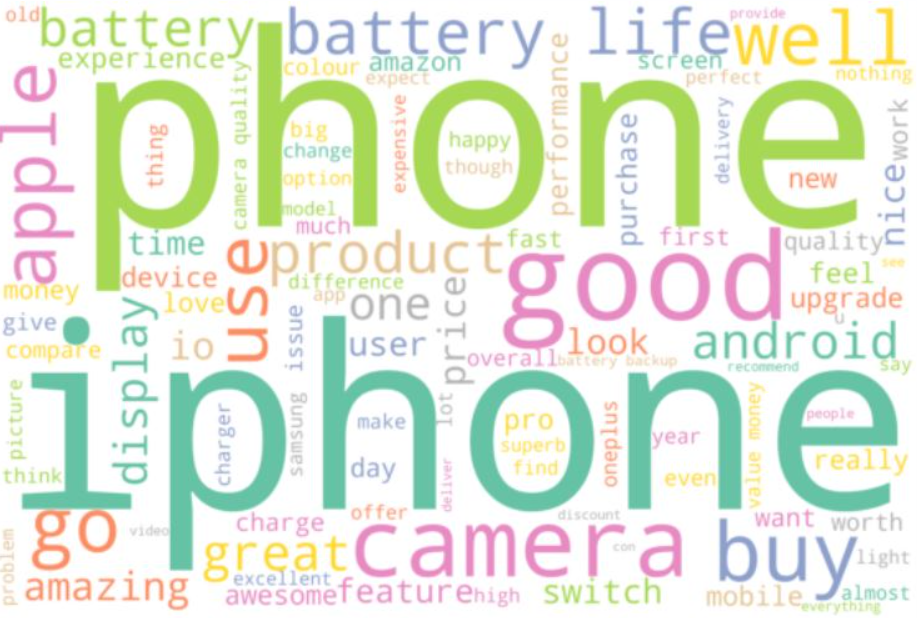 old
battery
battery life
well
provide
experience
colour
amazon
screen
expect
perfect
nothing
apple
phone
thing
camera quality
big
change
option
expensive
happy
though
performance
purchase
delivery
new
nice
work
model
much
time
use
product
fast
first
quality
see
device
difference
good
feel
money
love
app
one
price
upgrade
u
give
display
io
issue
user
look
android
compare
overall
battery backup
recommend
say
iphone
picture
charger
samsung
make
lot
pro
superb
find
oneplus
year
value money
people
think
day
deliver
even
really
go
video
charge
offer
camera
discount
want
worth
problem
great
con
buy
light
amazing
excellent
awesome
feature
high
switch
mobile
almost
everything